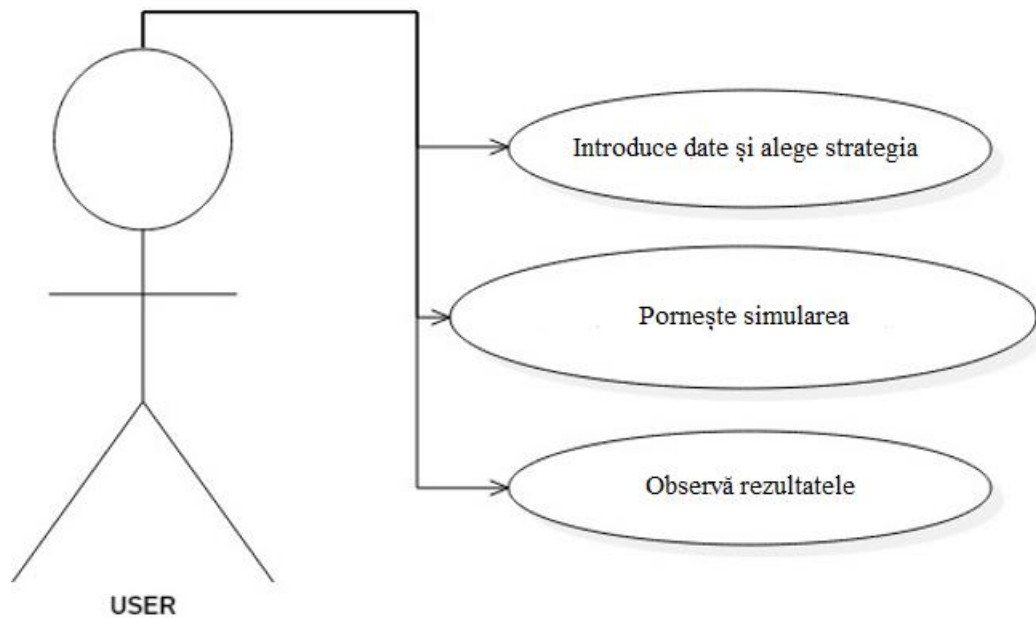 Introduce date și alege strategia
Pornește simularea
Observă rezultatele
USER